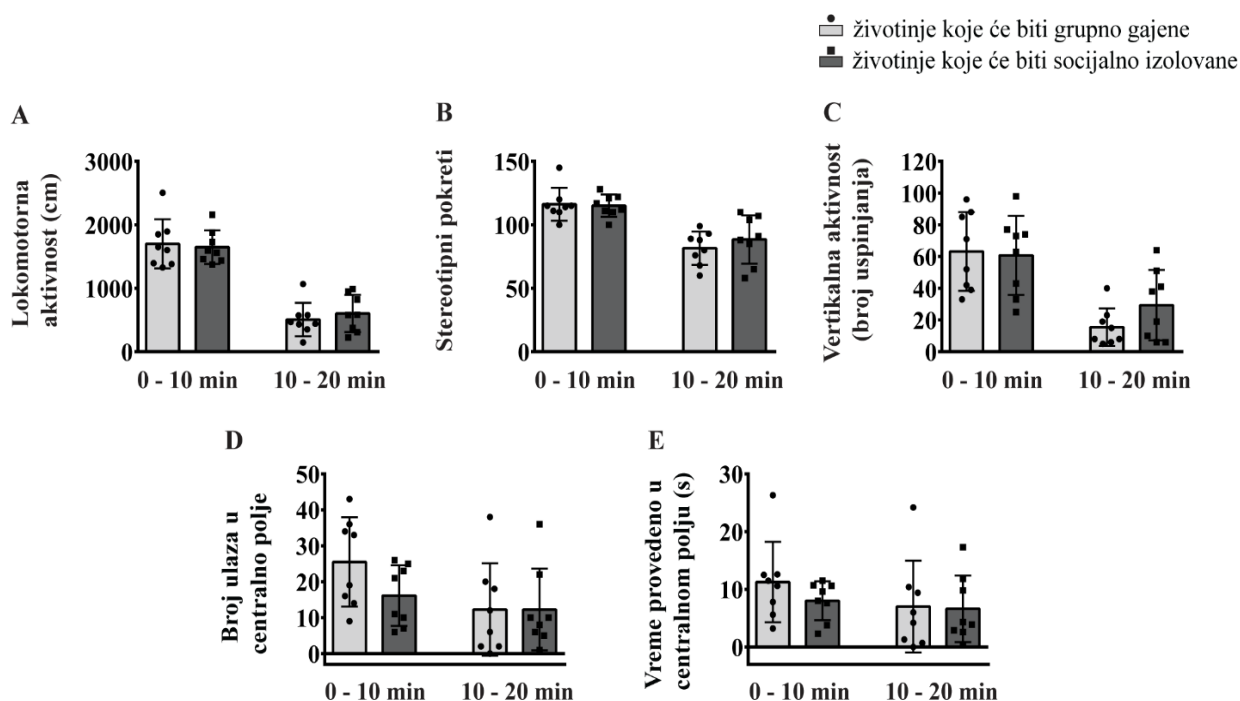 životinje koje će biti grupno gajene
životinje koje će biti socijalno izolovane
A
Lokomotorna
aktivnost (cm)
3000
2000
1000
0
0 - 10 min
10 - 20 min
B
Stereotipni pokreti
150
100
50
0
0 - 10 min
10 - 20 min
C
Vertikalna aktivnost
(broj uspinjanja)
120
100
80
60
40
20
0
0 - 10 min
10 - 20 min
D
Broj ulaza u
centralno polje
50
40
30
20
10
0
0 - 10 min
10 - 20 min
E
Vreme provedeno u
centralnom polju (s)
30
20
10
0
0 - 10 min
10 - 20 min